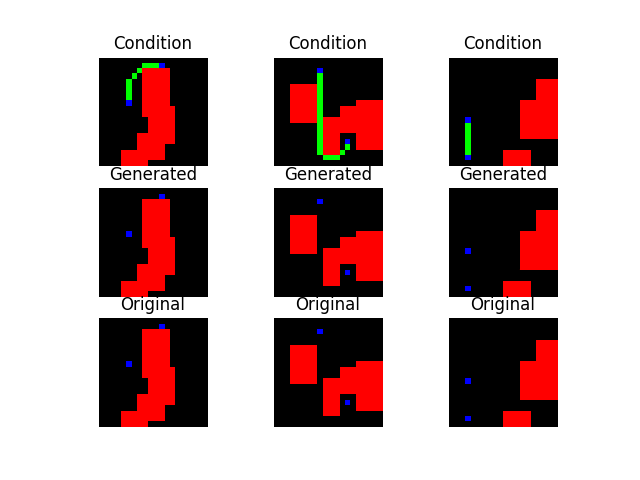 Condition Condition Condition
Generated Generated Generated
Original Original Original